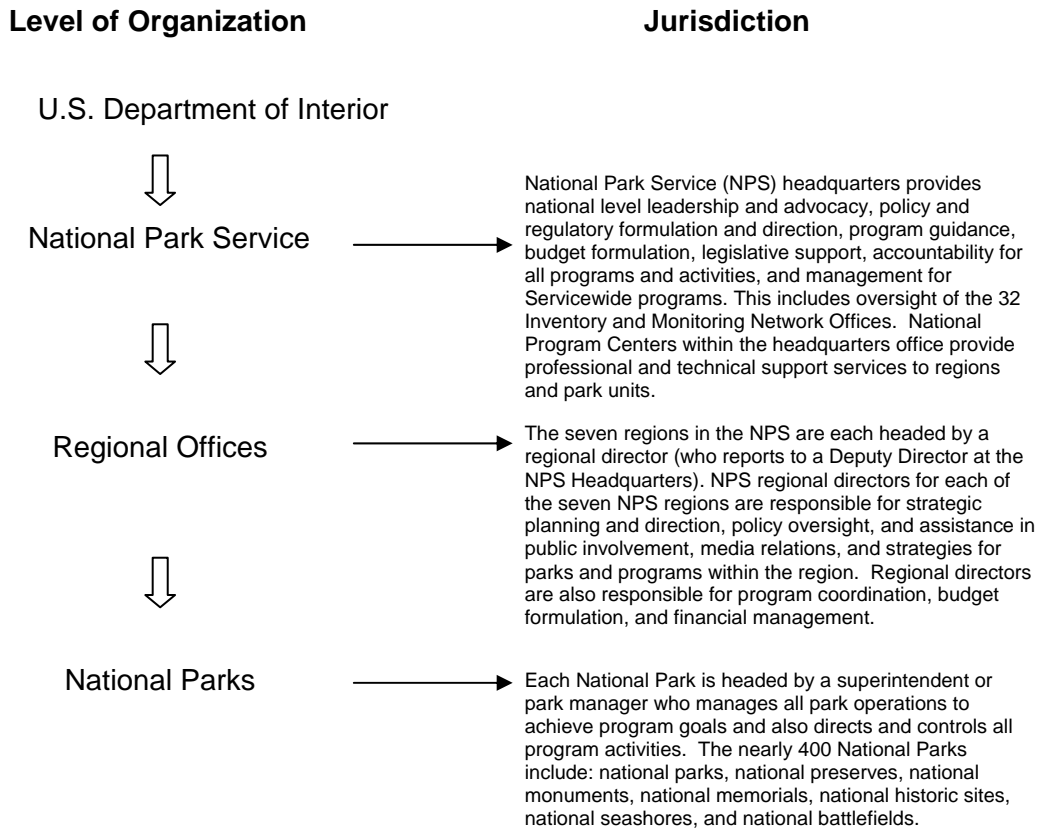 Level of Organization
Jurisdiction
U.S. Department of Interior
National Park Service
National Park Service (NPS) headquarters provides
national level leadership and advocacy, policy and
regulatory formulation and direction, program guidance,
budget formulation, legislative support, accountability for
all programs and activities, and management for
Servicewide programs. This includes oversight of the 32
Inventory and Monitoring Network Offices. National
Program Centers within the headquarters office provide
professional and technical support services to regions
and park units.
Regional Offices
The seven regions in the NPS are each headed by a
regional director (who reports to a Deputy Director at the
NPS Headquarters). NPS regional directors for each of
the seven NPS regions are responsible for strategic
planning and direction, policy oversight, and assistance in
public involvement, media relations, and strategies for
parks and programs within the region. Regional directors
are also responsible for program coordination, budget
formulation, and financial management.
National Parks
Each National Park is headed by a superintendent or
park manager who manages all park operations to
achieve program goals and also directs and controls all
program activities. The nearly 400 National Parks
include: national parks, national preserves, national
monuments, national memorials, national historic sites,
national seashores, and national battlefields.